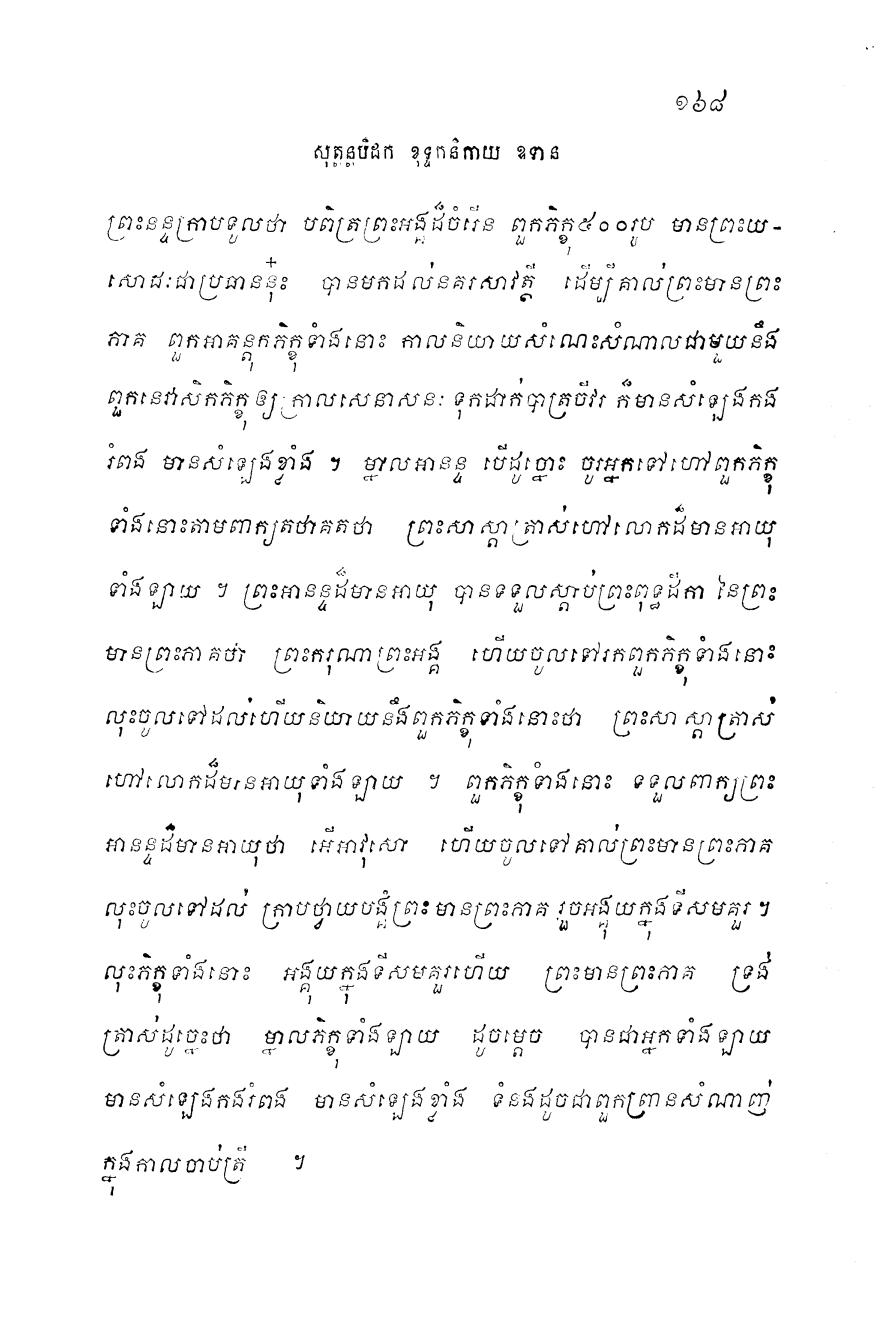 ១៦៨
សុត្តន្តបិដក ខុទ្ទកនិកាយ ឧទាន
ព្រះនន្ទក្រាបទូលថា បពិត្រព្រះអង្គដ៏ចំរើន ពួកភិក្ខុ៥០០រូប មានព្រះយ-
សោជៈជាប្រធាននុ៎ះ បានមកដល់នគរសាវត្ថី ដើម្បីគាល់ព្រះមានព្រះ
ភាគ ពួកអាគន្តុកភិក្ខុទាំងនោះ កាលនិយាយសំណេះសំណាលជាមួយនឹង
ពួកនេវាសិកភិក្ខុ ឲ្យក្រាលសេនាសនៈ ទុកដាក់បាត្រចីវរ ក៏មានសំឡេងកង
រំពង មានសំឡេងខ្លាំង ។ ម្នាលអានន្ទ បើដូច្នោះ ចូរអ្នកទៅហៅពួកភិក្ខុ
ទាំងនោះតាមពាក្យតថាគតថា ព្រះសាស្តាត្រាស់ហៅលោកដ៏មានអាយុ
ទាំងឡាយ ។ ព្រះអានន្ទដ៏មានអាយុ បានទទួលស្តាប់ព្រះពុទ្ធដីកា នៃព្រះ
មានព្រះភាគថា ព្រះករុណាព្រះអង្គ ហើយចូលទៅរកពួកភិក្ខុទាំងនោះ
លុះចូលទៅដល់ហើយនិយាយនឹងពួកភិក្ខុទាំងនោះថា ព្រះសាស្តាត្រាស់
ហៅលោកដ៏មានអាយុទាំងឡាយ ។ ពួកភិក្ខុទាំងនោះ ទទួលពាក្យព្រះ
អានន្ទដ៏មានអាយុថា អើអាវុសោ ហើយចូលទៅគាល់ព្រះមានព្រះភាគ
លុះចូលទៅដល់ ក្រាបថ្វាយបង្គំព្រះមានព្រះភាគ រួចអង្គុយក្នុងទីសមគួរ ។
លុះភិក្ខុទាំងនោះ អង្គុយក្នុងទីសមគួរហើយ ព្រះមានព្រះភាគ ទ្រង់
ត្រាស់ដូច្នេះថា ម្នាលភិក្ខុទាំងឡាយ ដូចម្តេច បានជាអ្នកទាំងឡាយ
មានសំឡេងកងរំពង មានសំឡេងខ្លាំង ទំនងដូចជាពួកព្រានសំណាញ់
ក្នុងកាលចាប់ត្រី ។